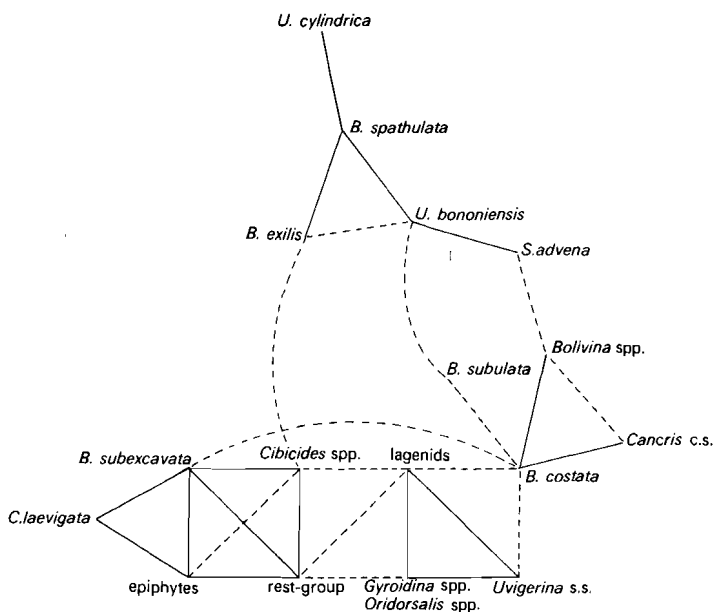 U. cylindrica
B. spathulata
U. bononiensis
B. exilis
S.advena
Bolivina spp.
B. subulata
Cancris c.s.
B. subexcavata
Cibicides spp.
lagenids
B. costata
C.laevigata
epiphytes
rest-group
Gyroidina spp.
Oridorsalis spp.
Uvigerina s.s.